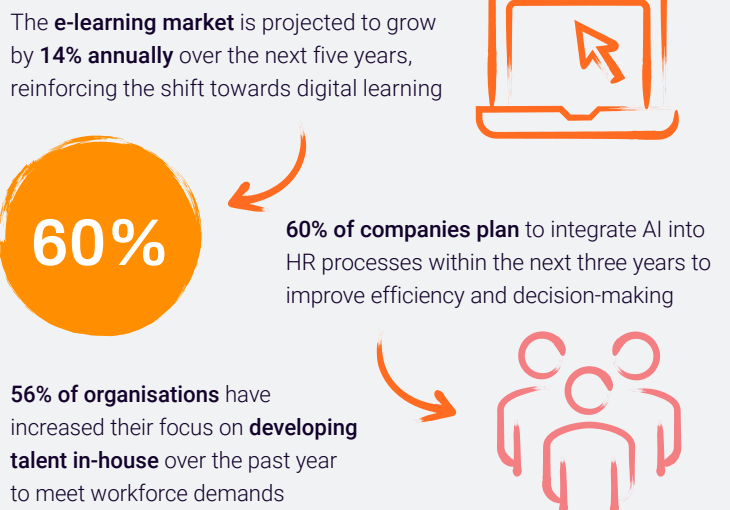 The e-learning market is projected to grow
by 14% annually over the next five years,
reinforcing the shift towards digital learning
60%
60% of companies plan to integrate AI into
HR processes within the next three years to
improve efficiency and decision-making
56% of organisations have
increased their focus on developing
talent in-house over the past year
to meet workforce demands